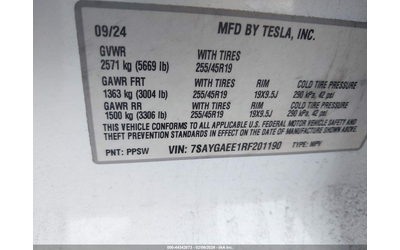 09/24 MFD BY TESLA, INC.
GVWR WITH TIRES
2571 kg (5669 lb) 255/45R19
GAWR FRT WITH TIRES RIM COLD TIRE PRESSURE
1363 kg (3004 lb) 255/45R19 19X9.5J 290 kPa, 42 psi
GAWR RR WITH TIRES RIM COLD TIRE PRESSURE
1500 kg (3306 lb) 255/45R19 19X9.5J 290 kPa, 42 psi
THIS VEHICLE CONFORMS TO ALL APPLICABLE U.S. FEDERAL MOTOR VEHICLE SAFETY AND
THEFT PREVENTION STANDARDS IN EFFECT ON THE DATE OF MANUFACTURE SHOWN ABOVE.
PNT: PPSW VIN: 7SAYGAEE1RF201190 TYPE: MPV